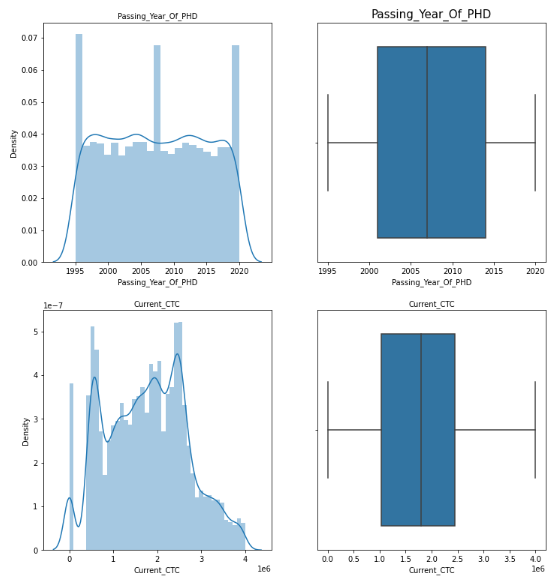 Passing_Year_Of_PHD
Density
0.07
0.06
0.05
0.04
0.03
0.02
0.01
0.00
1995 2000 2005 2010 2015 2020
Passing_Year_Of_PHD
Passing_Year_Of_PHD
1995 2000 2005 2010 2015 2020
Passing_Year_Of_PHD
Current_CTC
1e−7
Density
5
4
3
2
1
0
0 1 2 3 4
1e6
Current_CTC
Current_CTC
0.0 0.5 1.0 1.5 2.0 2.5 3.0 3.5 4.0
1e6
Current_CTC